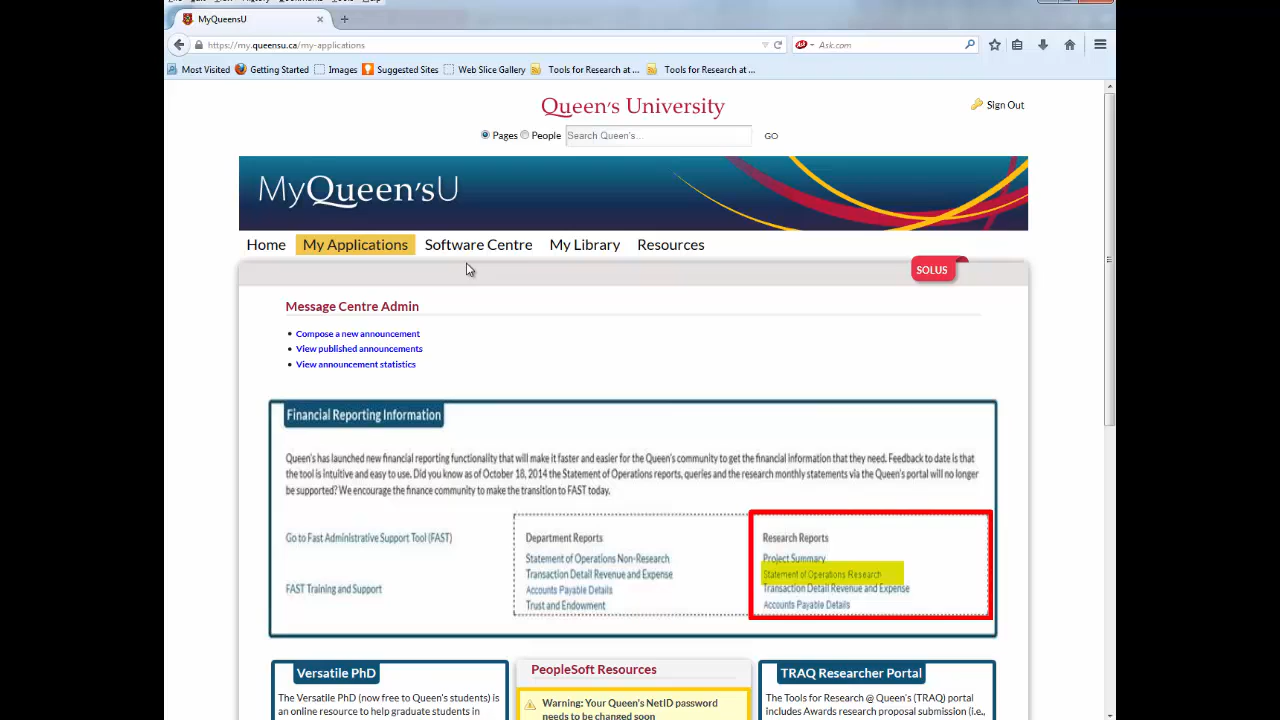 MyQueensU
https://my.queensu.ca/my-applications
Ask.com
Most Visited Getting Started Images Suggested Sites Web Slice Gallery Tools for Research at ... Tools for Research at ...
Queen's University
Sign Out
Pages People Search Queen's... GO
MyQueen'sU
Home My Applications Software Centre My Library Resources
SOLUS
Message Centre Admin
Compose a new announcement
View published announcements
View announcement statistics
Financial Reporting Information
Queen's has launched new financial reporting functionality that will make it faster and easier for the Queen's community to get the financial information that they need. Feedback to date is that
the tool is intuitive and easy to use. Did you know as of October 18, 2014 the Statement of Operations reports, queries and the research monthly statements via the Queen's portal will no longer
be supported? We encourage the finance community to make the transition to FAST today.
Go to Fast Administrative Support Tool (FAST)
FAST Training and Support
Department Reports
Statement of Operations Non-Research
Transaction Detail Revenue and Expense
Accounts Payable Details
Trust and Endowment
Research Reports
Project Summary
Statement of Operations Research
Transaction Detail Revenue and Expense
Accounts Payable Details
Versatile PhD
The Versatile PhD (now free to Queen's students) is
an online resource to help graduate students in
PeopleSoft Resources
Warning: Your Queen's NetID password
needs to be changed soon
TRAQ Researcher Portal
The Tools for Research @ Queen's (TRAQ) portal
includes Awards research proposal submission (i.e.,